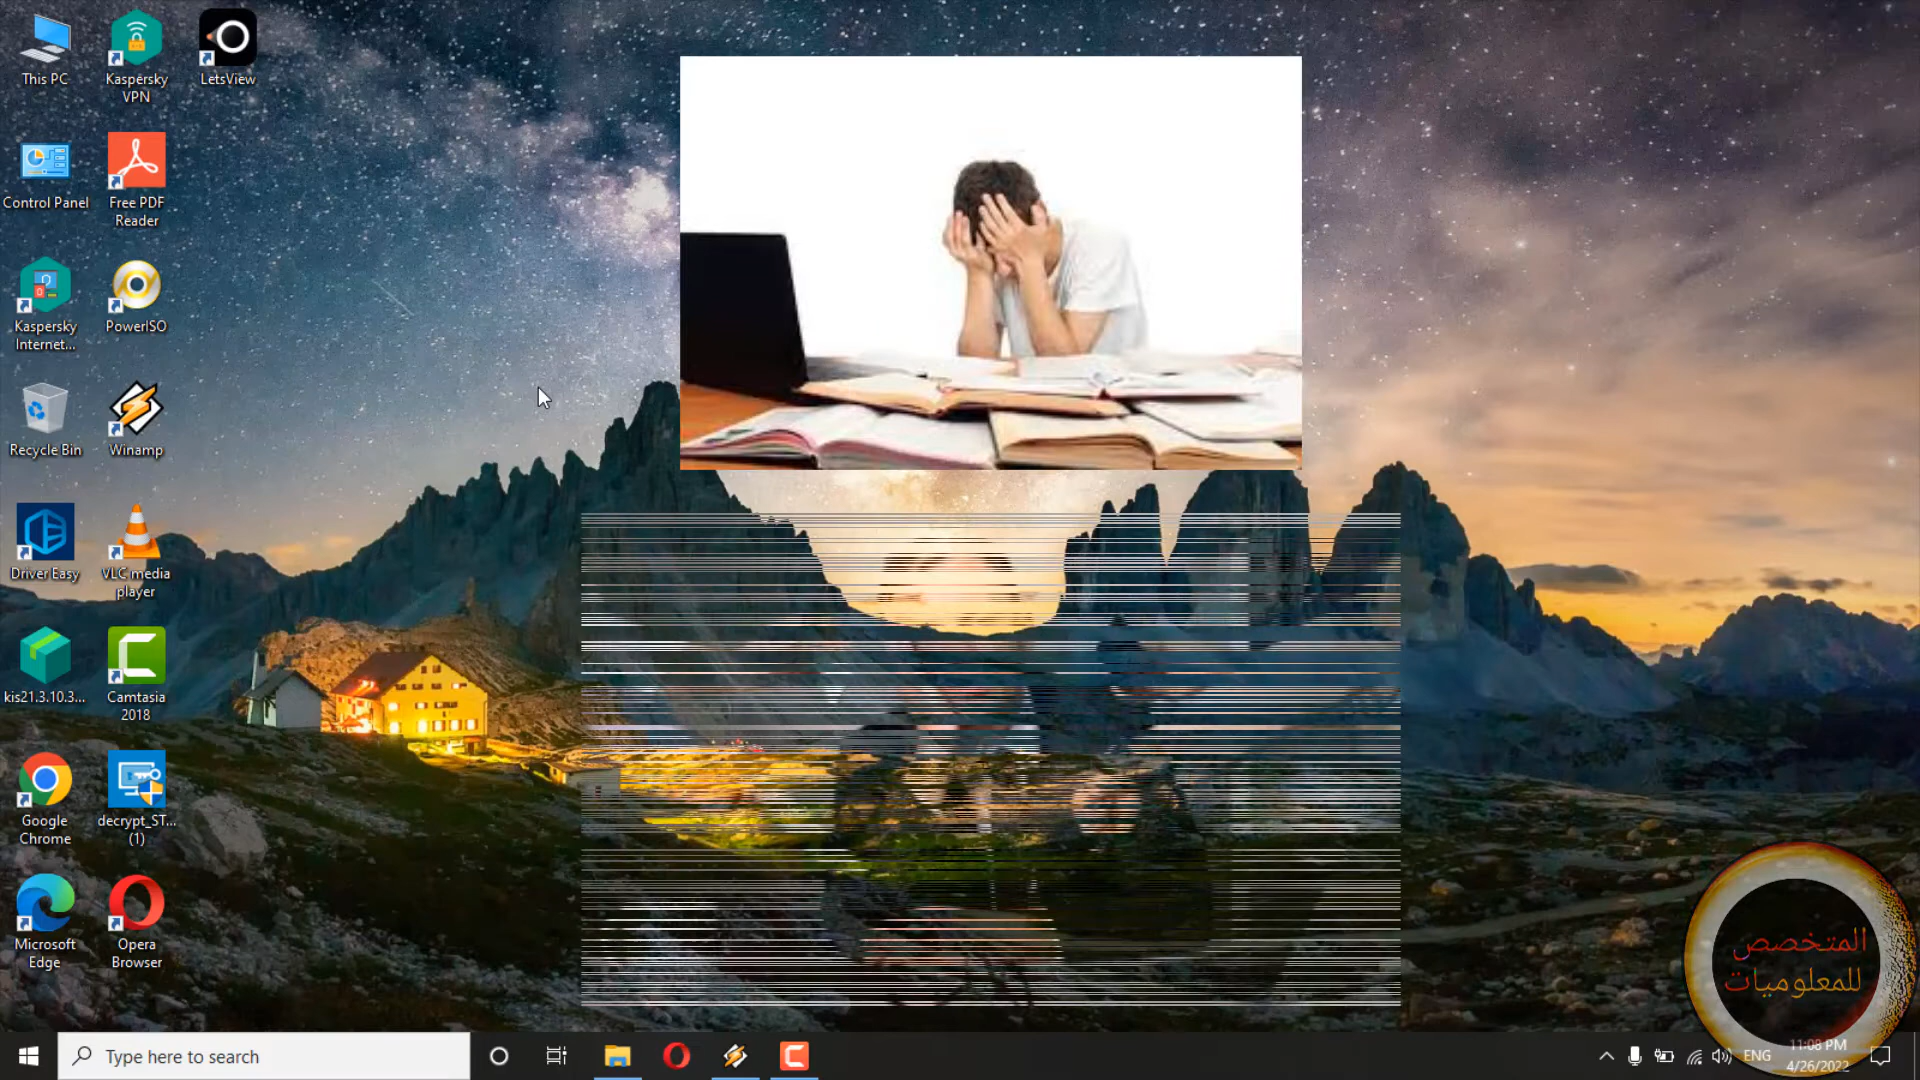 This PC
Kaspersky
VPN
LetsView
Control Panel
Free PDF
Reader
Kaspersky
Internet...
PowerISO
Recycle Bin
Winamp
Driver Easy
VLC media
player
kis21.3.10.3...
Camtasia
2018
Google
Chrome
decrypt_ST...
(1)
Microsoft
Edge
Opera
Browser
المتخصص
للمعلوميات
Type here to search
ENG
11:08 PM
4/26/2022